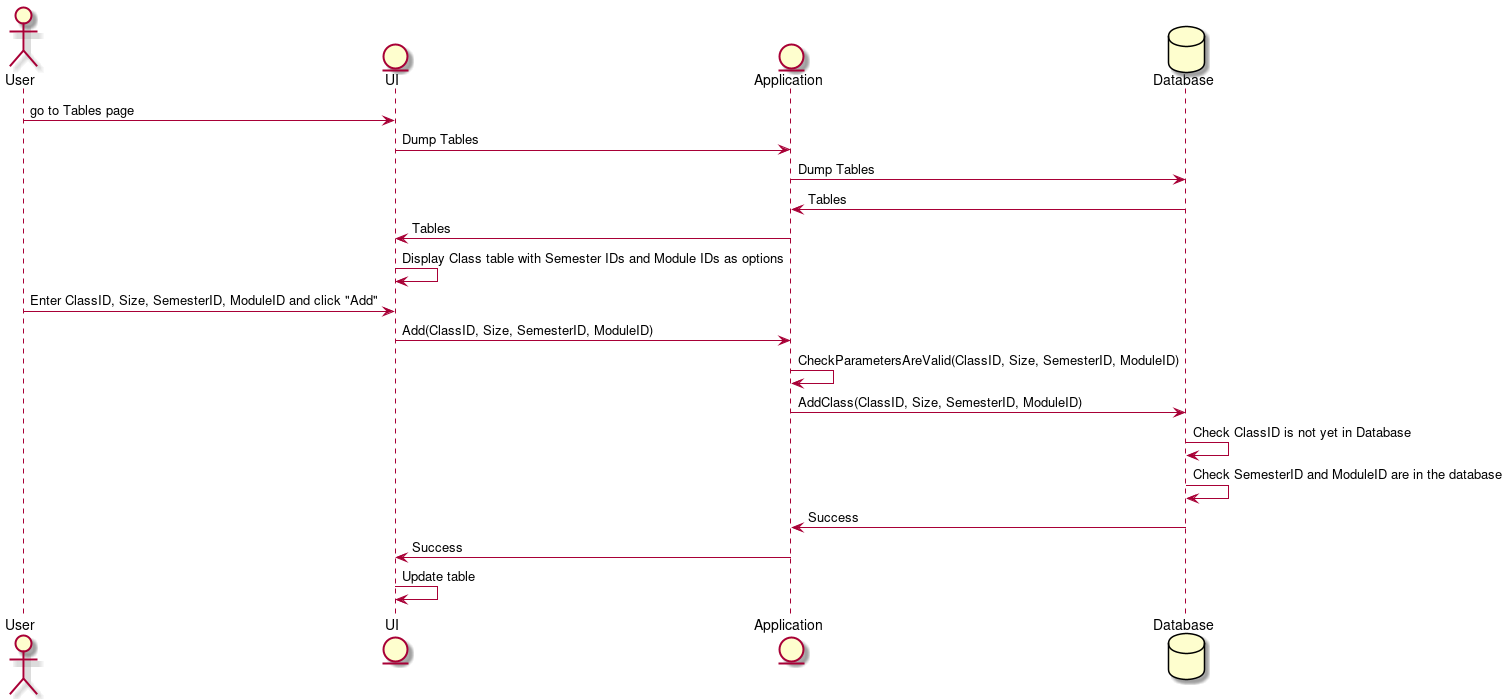 User
UI
Application
Database
go to Tables page
Dump Tables
Dump Tables
Tables
Tables
Display Class table with Semester IDs and Module IDs as options
Enter ClassID, Size, SemesterID, ModuleID and click "Add"
Add(ClassID, Size, SemesterID, ModuleID)
CheckParametersAreValid(ClassID, Size, SemesterID, ModuleID)
AddClass(ClassID, Size, SemesterID, ModuleID)
Check ClassID is not yet in Database
Check SemesterID and ModuleID are in the database
Success
Success
Update table
User
UI
Application
Database